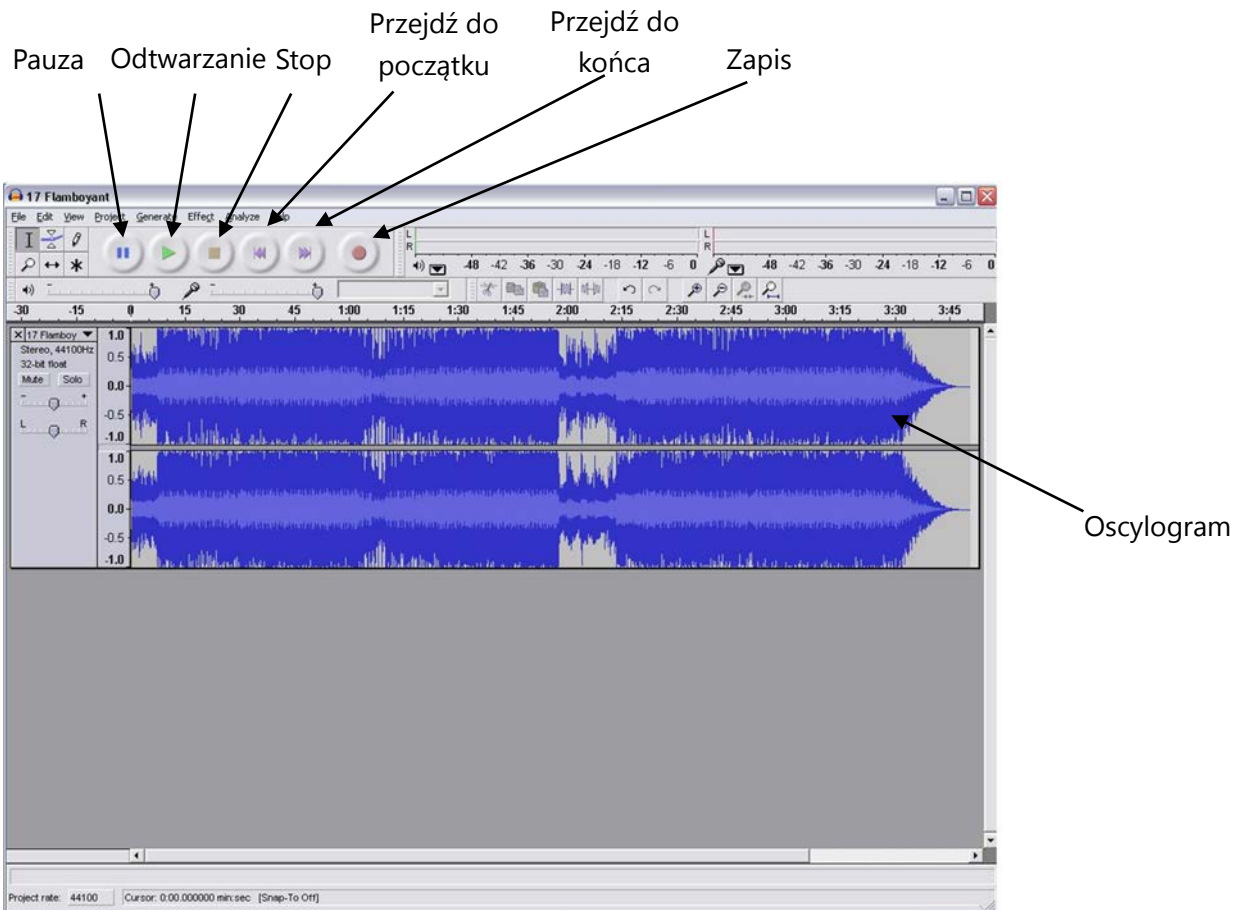 Przejdź do początku
Przejdź do końca
Pauza
Odtwarzanie
Stop
Zapis
17 Flamboyant
File Edit View Project Generate Effect Analyze
L
R
L
R
-48 -42 -36 -30 -24 -18 -12 -6 0
-48 -42 -36 -30 -24 -18 -12 -6 0
-30 -15 0 15 30 45 1:00 1:15 1:30 1:45 2:00 2:15 2:30 2:45 3:00 3:15 3:30 3:45
17 Flamboy
Stereo, 44100Hz
32-bit float
Mute Solo
- +
L R
1.0
0.5
0.0
-0.5
-1.0
1.0
0.5
0.0
-0.5
-1.0
Oscylogram
Project rate: 44100 Cursor: 0:00.000000 min:sec [Snap-To Off]